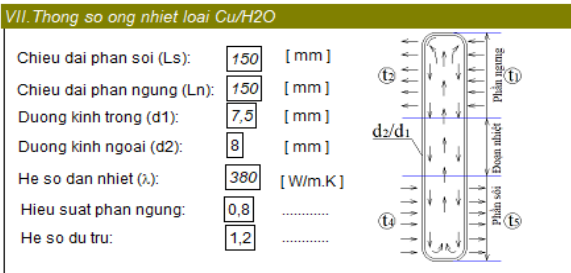 VII. Thong so ong nhiet loai Cu/H2O
Chieu dai phan soi (Ls): 150 [ mm ]
Chieu dai phan ngung (Ln): 150 [ mm ]
Duong kinh trong (d1): 7,5 [ mm ]
Duong kinh ngoai (d2): 8 [ mm ]
He so dan nhiet (λ): 380 [ W/m.K ]
Hieu suat phan ngung: 0,8 ............
He so du tru: 1,2 ............
t2
t1
Phần ngưng
d2/d1
Đoạn nhiệt
Phần sôi
t4
t5